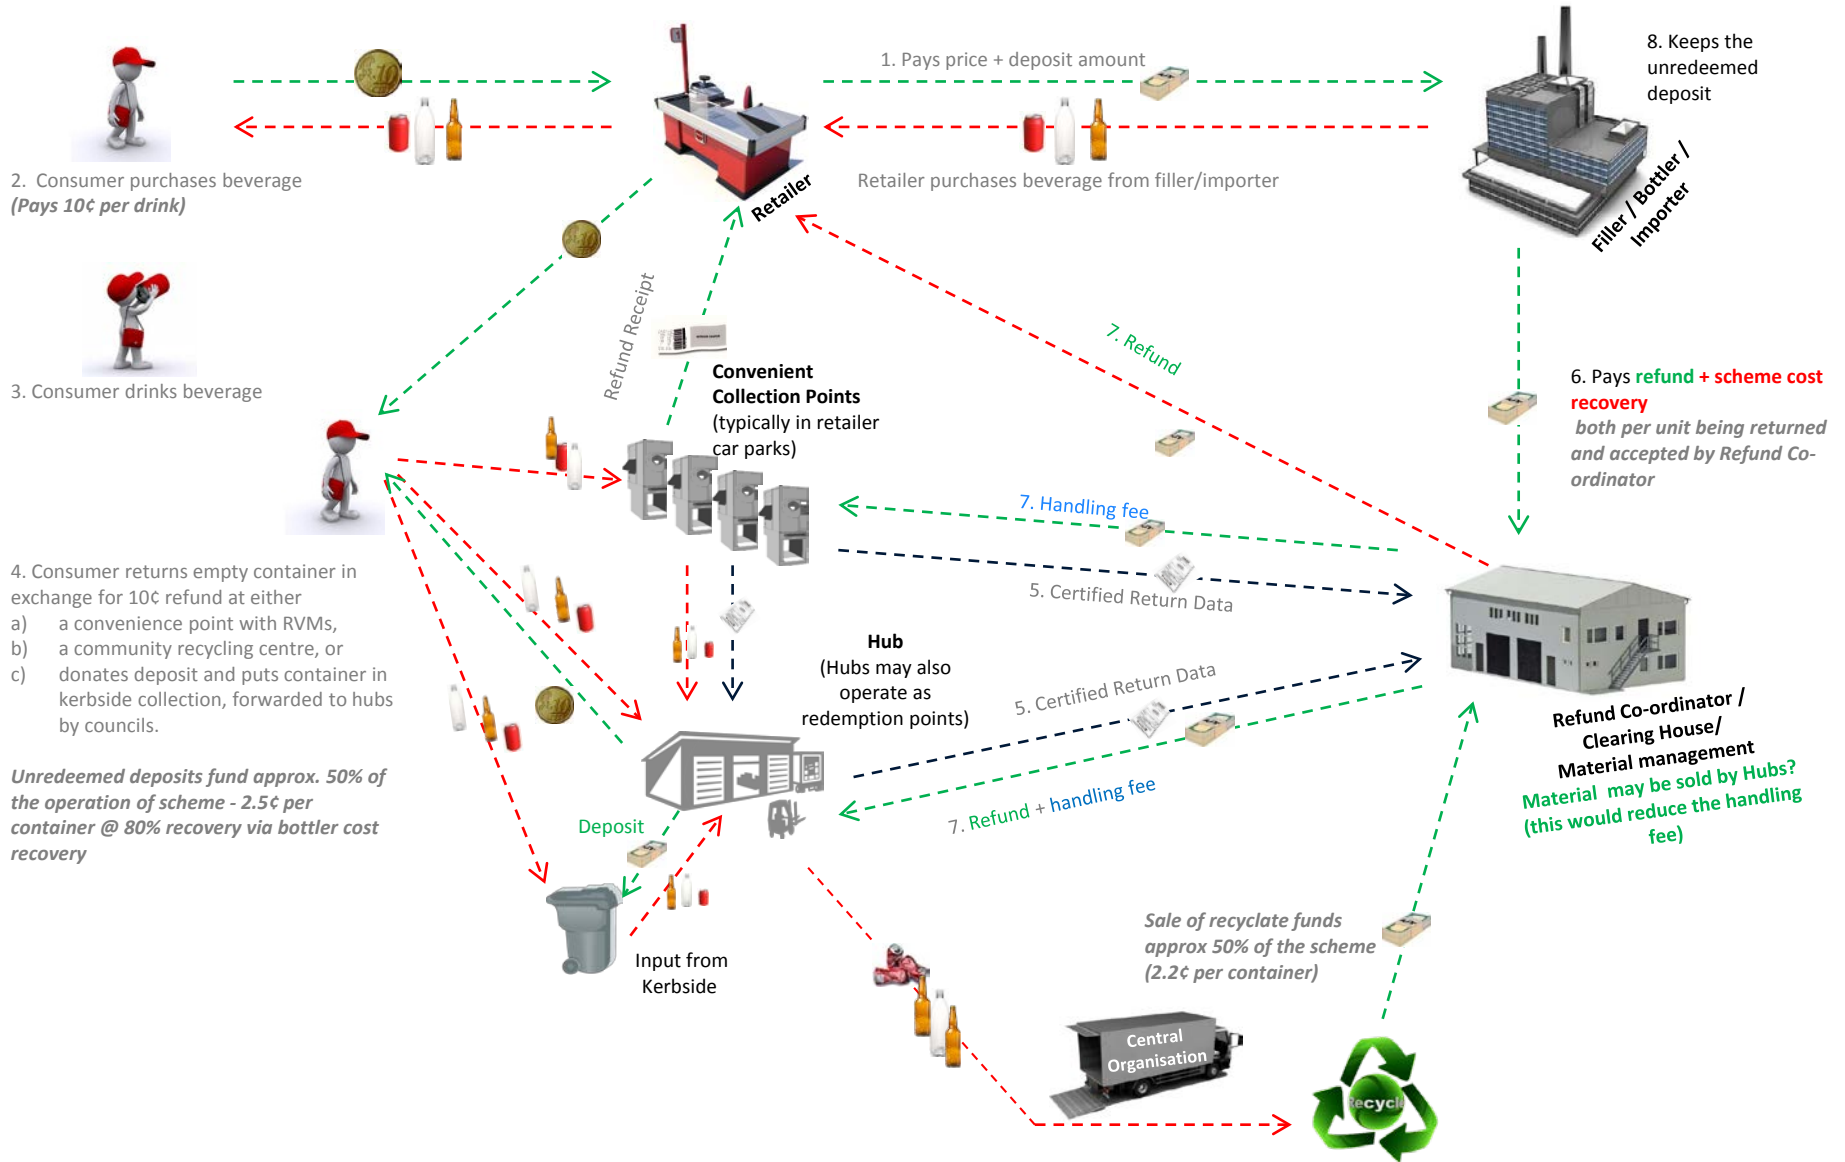 1. Pays price + deposit amount
8. Keeps the
unredeemed
deposit
2. Consumer purchases beverage
(Pays 10¢ per drink)
Retailer
Retailer purchases beverage from filler/importer
Filler / Bottler /
Importer
3. Consumer drinks beverage
Refund Receipt
7. Refund
Convenient
Collection Points
(typically in retailer
car parks)
6. Pays refund + scheme cost
recovery
both per unit being returned
and accepted by Refund Co-
ordinator
7. Handling fee
5. Certified Return Data
4. Consumer returns empty container in
exchange for 10¢ refund at either
a) a convenience point with RVMs,
b) a community recycling centre, or
c) donates deposit and puts container in
kerbside collection, forwarded to hubs
by councils.
Hub
(Hubs may also
operate as
redemption points)
5. Certified Return Data
7. Refund + handling fee
Refund Co-ordinator /
Clearing House/
Material management
Material may be sold by Hubs?
(this would reduce the handling
fee)
Unredeemed deposits fund approx. 50% of
the operation of scheme - 2.5¢ per
container @ 80% recovery via bottler cost
recovery
Deposit
Input from
Kerbside
Sale of recyclate funds
approx 50% of the scheme
(2.2¢ per container)
Central
Organisation
Recycle